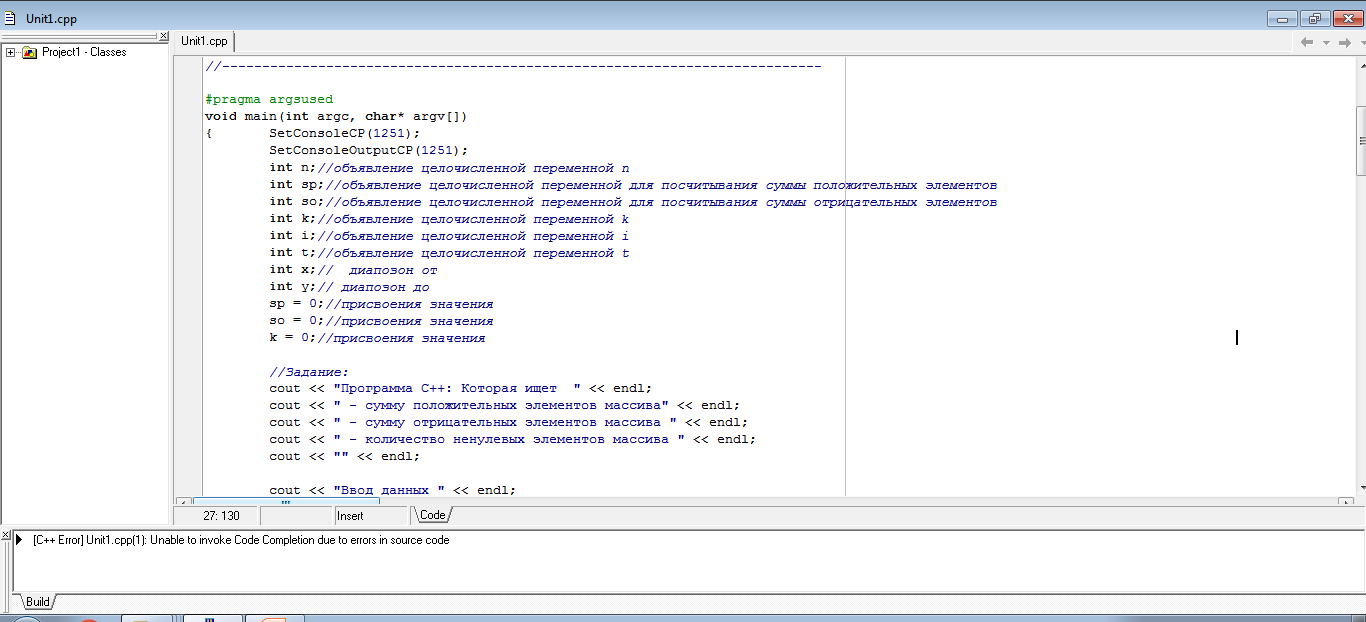 Unit1.cpp
Project1 - Classes
Unit1.cpp
//---------------------------------------------------------------------------
#pragma argsused
void main(int argc, char* argv[])
{ SetConsoleCP(1251);
SetConsoleOutputCP(1251);
int n;//объявление целочисленной переменной n
int sp;//объявление целочисленной переменной для посчитывания суммы положительных элементов
int so;//объявление целочисленной переменной для посчитывания суммы отрицательных элементов
int k;//объявление целочисленной переменной k
int i;//объявление целочисленной переменной i
int t;//объявление целочисленной переменной t
int x;//  диапозон от
int y;// диапозон до
sp = 0;//присвоения значения
so = 0;//присвоения значения
k = 0;//присвоения значения
//Задание:
cout << "Программа C++: Которая ищет  " << endl;
cout << " - сумму положительных элементов массива" << endl;
cout << " - сумму отрицательных элементов массива " << endl;
cout << " - количество ненулевых элементов массива " << endl;
cout << "" << endl;
cout << "Ввод данных " << endl;
27: 130
Insert
Code
[C++ Error] Unit1.cpp(1): Unable to invoke Code Completion due to errors in source code
Build